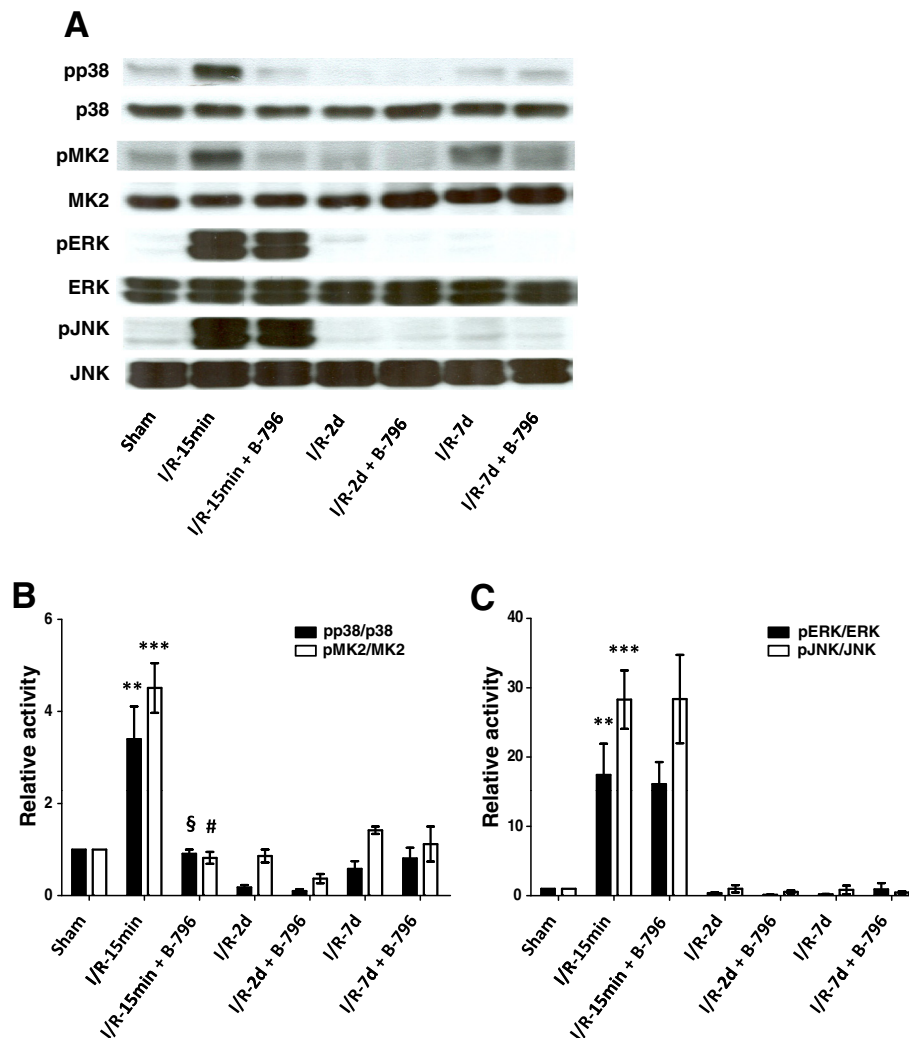 A
pp38
p38
pMK2
MK2
pERK
ERK
pJNK
JNK
Sham
I/R-15min
I/R-15min + B-796
I/R-2d
I/R-2d + B-796
I/R-7d
I/R-7d + B-796
B
Relative activity
6
4
2
0
pp38/p38
pMK2/MK2
**
***
§
#
Sham
I/R-15min
I/R-15min + B-796
I/R-2d
I/R-2d + B-796
I/R-7d
I/R-7d + B-796
C
Relative activity
40
30
20
10
0
pERK/ERK
pJNK/JNK
**
***
Sham
I/R-15min
I/R-15min + B-796
I/R-2d
I/R-2d + B-796
I/R-7d
I/R-7d + B-796